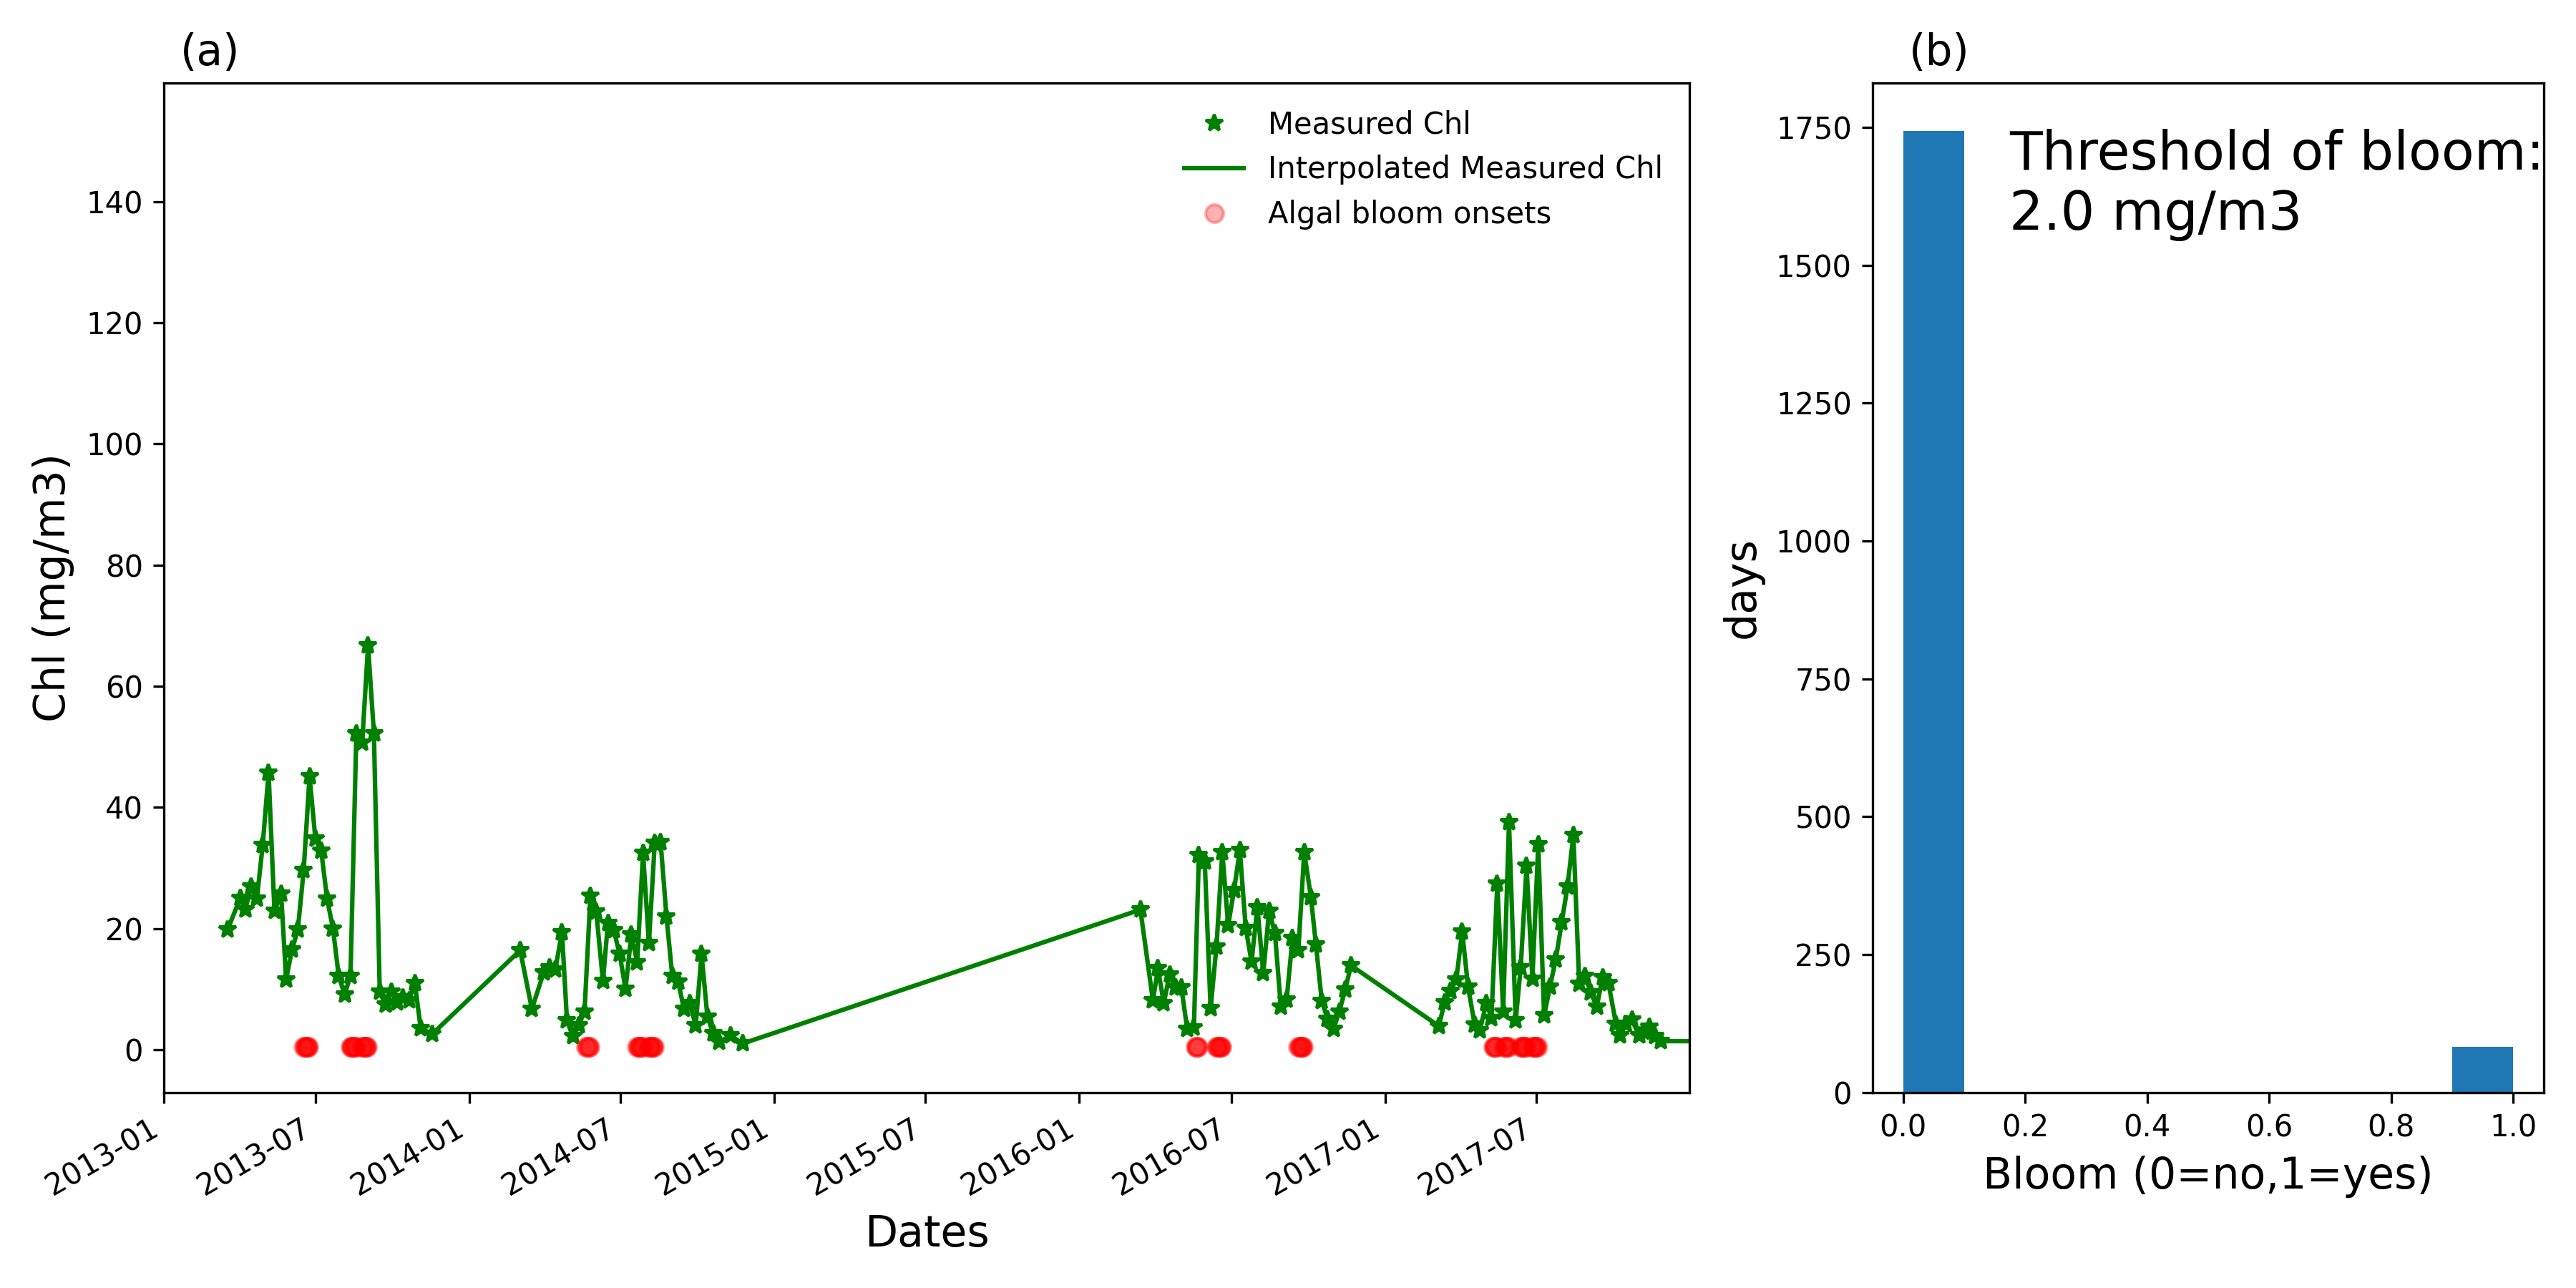 (a)
Measured Chl
Interpolated Measured Chl
Algal bloom onsets
140
120
100
80
60
40
20
0
Chl (mg/m3)
2013-01
2013-07
2014-01
2014-07
2015-01
2015-07
2016-01
2016-07
2017-01
2017-07
Dates
(b)
Threshold of bloom:
2.0 mg/m3
1750
1500
1250
1000
750
500
250
0
days
0.0
0.2
0.4
0.6
0.8
1.0
Bloom (0=no,1=yes)